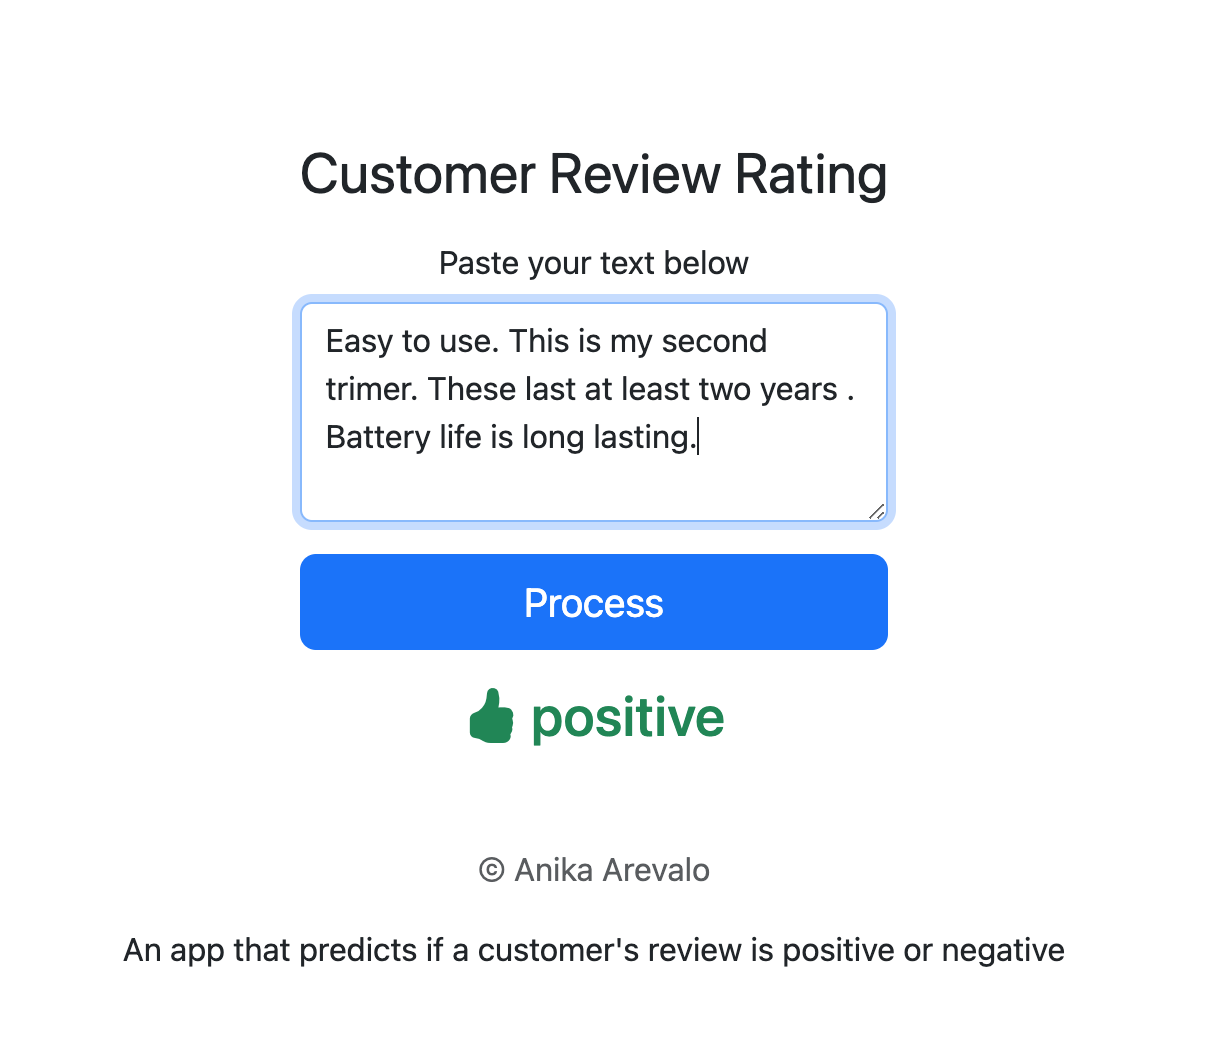 Customer Review Rating
Paste your text below
Easy to use. This is my second
trimer. These last at least two years .
Battery life is long lasting.
Process
positive
© Anika Arevalo
An app that predicts if a customer's review is positive or negative